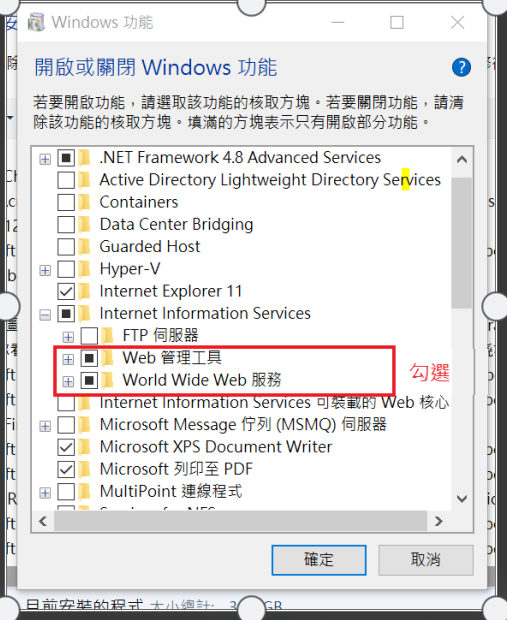 Windows 功能
開啟或關閉 Windows 功能
若要開啟功能，請選取該功能的核取方塊。若要關閉功能，請清
除該功能的核取方塊。填滿的方塊表示只有開啟部分功能。
.NET Framework 4.8 Advanced Services
Active Directory Lightweight Directory Services
Containers
Data Center Bridging
Guarded Host
Hyper-V
Internet Explorer 11
Internet Information Services
FTP 伺服器
Web 管理工具
World Wide Web 服務
勾選
Internet Information Services 可裝載的 Web 核心
Microsoft Message 佇列 (MSMQ) 伺服器
Microsoft XPS Document Writer
Microsoft 列印至 PDF
MultiPoint 連線程式
確定
取消
目前安裝的程式 大小總計: